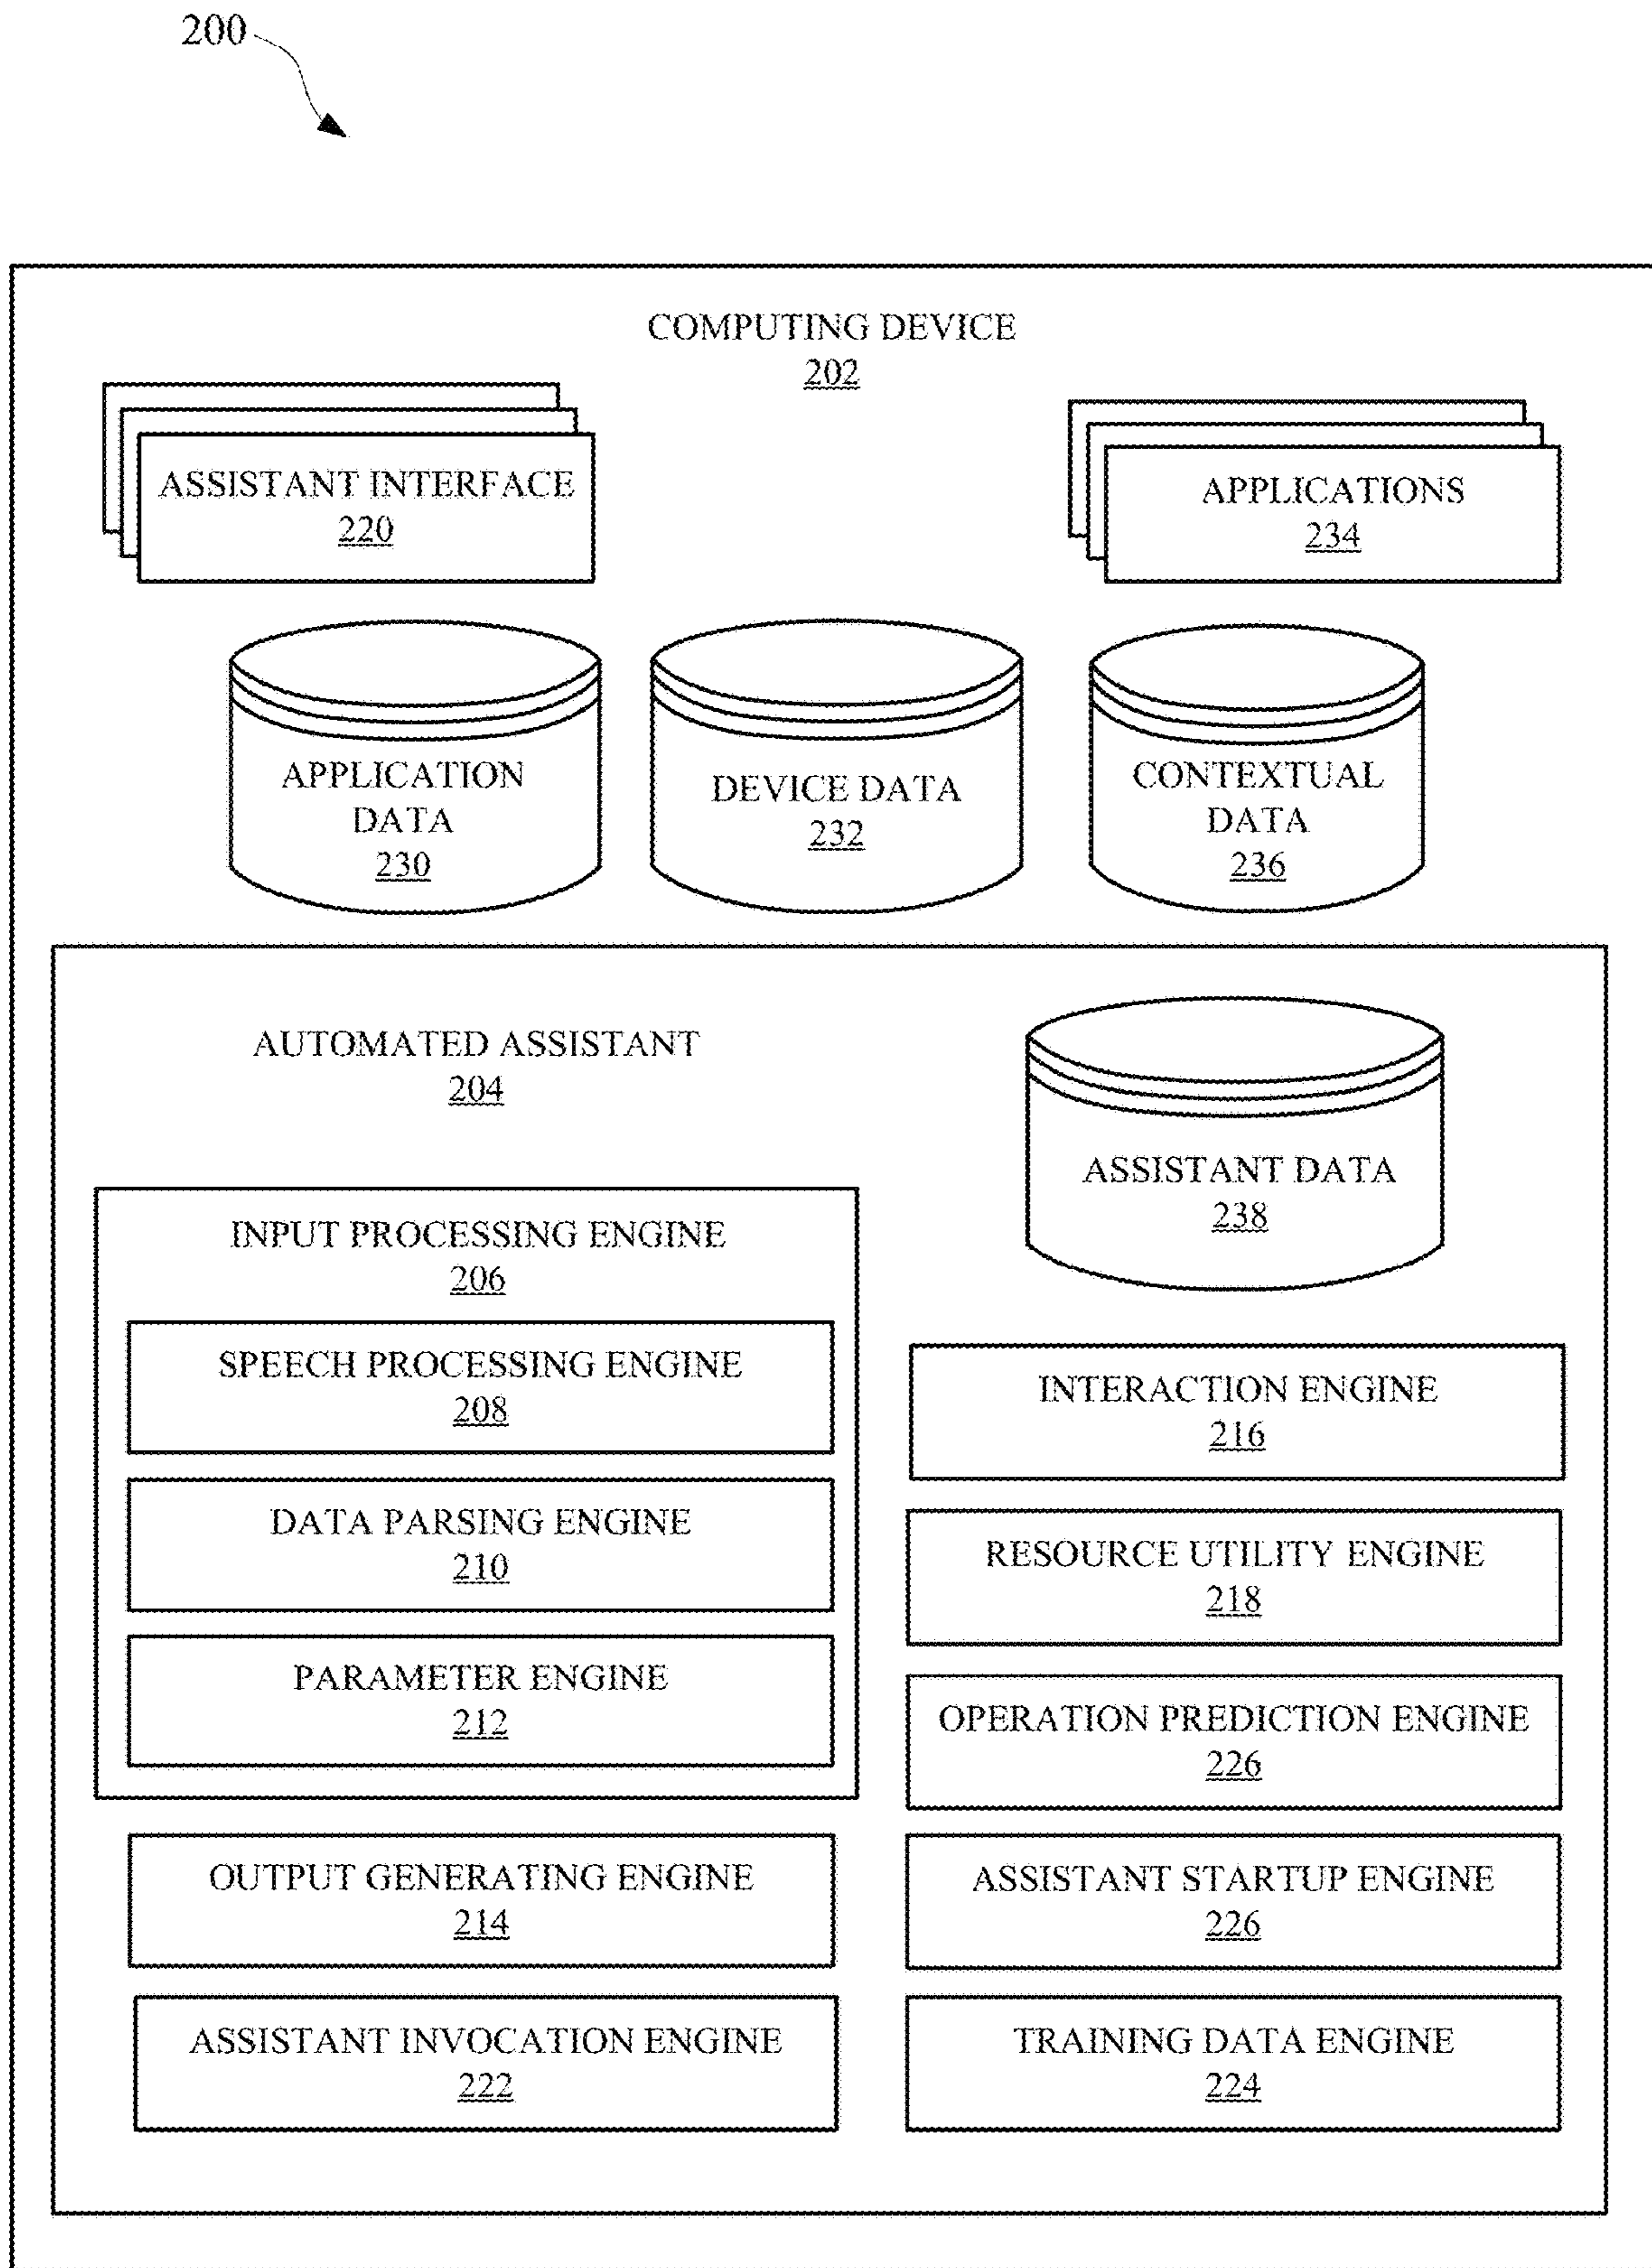 200
COMPUTING DEVICE
202
ASSISTANT INTERFACE
220
APPLICATIONS
234
APPLICATION
DATA
230
DEVICE DATA
232
CONTEXTUAL
DATA
236
AUTOMATED ASSISTANT
204
ASSISTANT DATA
238
INPUT PROCESSING ENGINE
206
SPEECH PROCESSING ENGINE
208
DATA PARSING ENGINE
210
PARAMETER ENGINE
212
OUTPUT GENERATING ENGINE
214
ASSISTANT INVOCATION ENGINE
222
INTERACTION ENGINE
216
RESOURCE UTILITY ENGINE
218
OPERATION PREDICTION ENGINE
226
ASSISTANT STARTUP ENGINE
226
TRAINING DATA ENGINE
224